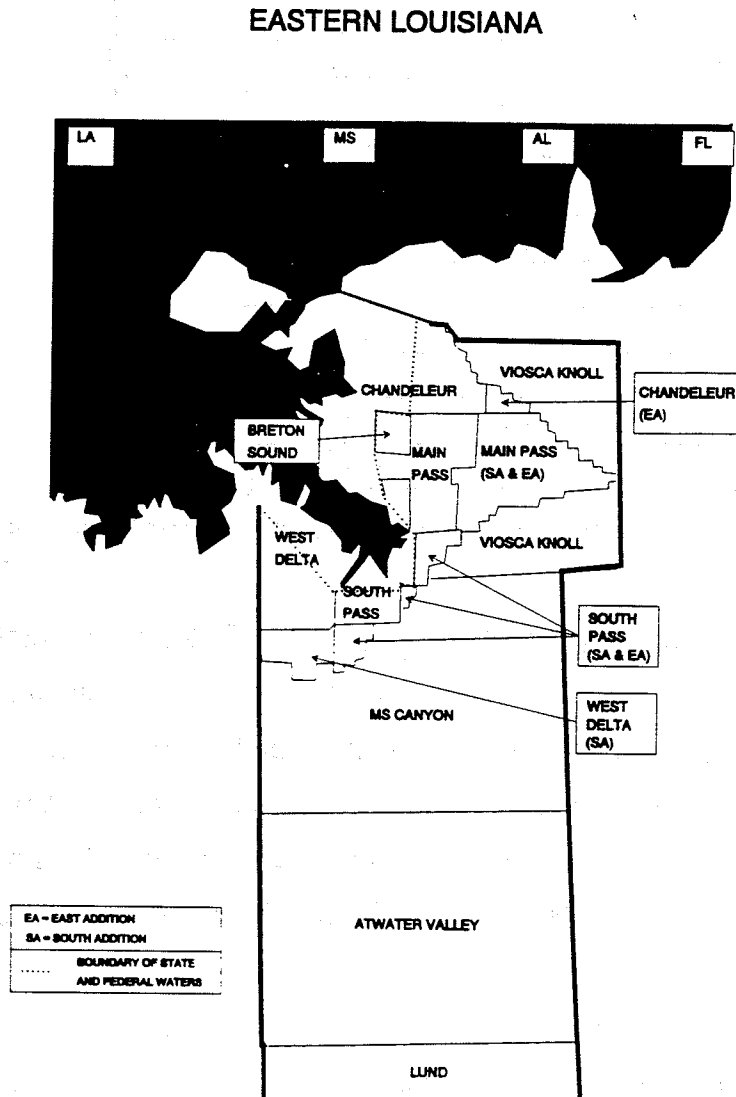 EASTERN LOUISIANA
LA
MS
AL
FL
VIOSCA KNOLL
CHANDELEUR
CHANDELEUR
(EA)
BRETON
SOUND
MAIN
PASS
MAIN PASS
(SA & EA)
WEST
DELTA
VIOSCA KNOLL
SOUTH
PASS
SOUTH
PASS
(SA & EA)
MS CANYON
WEST
DELTA
(SA)
ATWATER VALLEY
EA = EAST ADDITION
SA = SOUTH ADDITION
BOUNDARY OF STATE
AND FEDERAL WATERS
LUND